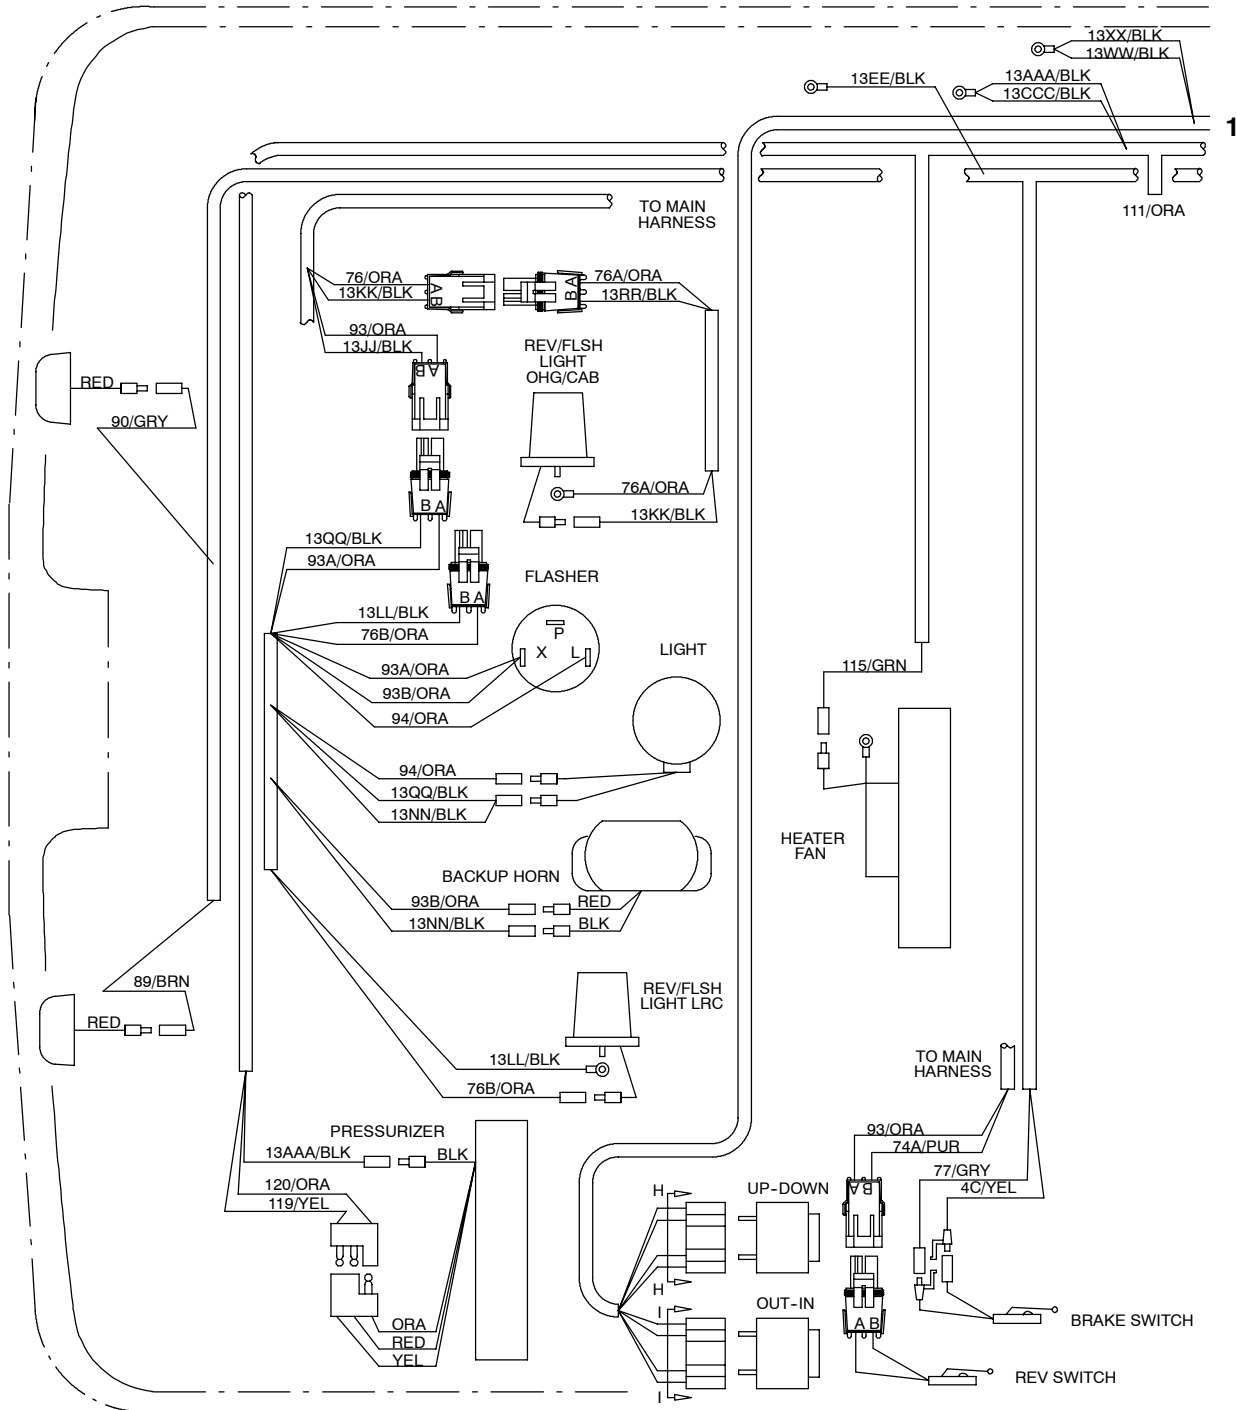 13XX/BLK
13WW/BLK
13EE/BLK
13AAA/BLK
13CCC/BLK
1
TO MAIN
HARNESS
111/ORA
76/ORA
13KK/BLK
A
B
B A
76A/ORA
13RR/BLK
93/ORA
13JJ/BLK
B A
REV/FLSH
LIGHT
OHG/CAB
RED
90/GRY
76A/ORA
13KK/BLK
B A
13QQ/BLK
93A/ORA
FLASHER
B A
13LL/BLK
76B/ORA
P
X
L
LIGHT
93A/ORA
93B/ORA
94/ORA
115/GRN
94/ORA
13QQ/BLK
13NN/BLK
HEATER
FAN
BACKUP HORN
93B/ORA
RED
13NN/BLK
BLK
89/BRN
RED
REV/FLSH
LIGHT LRC
13LL/BLK
76B/ORA
TO MAIN
HARNESS
PRESSURIZER
13AAA/BLK
BLK
93/ORA
74A/PUR
77/GRY
4C/YEL
120/ORA
119/YEL
H
UP-DOWN
A B
H
I
OUT-IN
A B
BRAKE SWITCH
ORA
RED
YEL
I
REV SWITCH